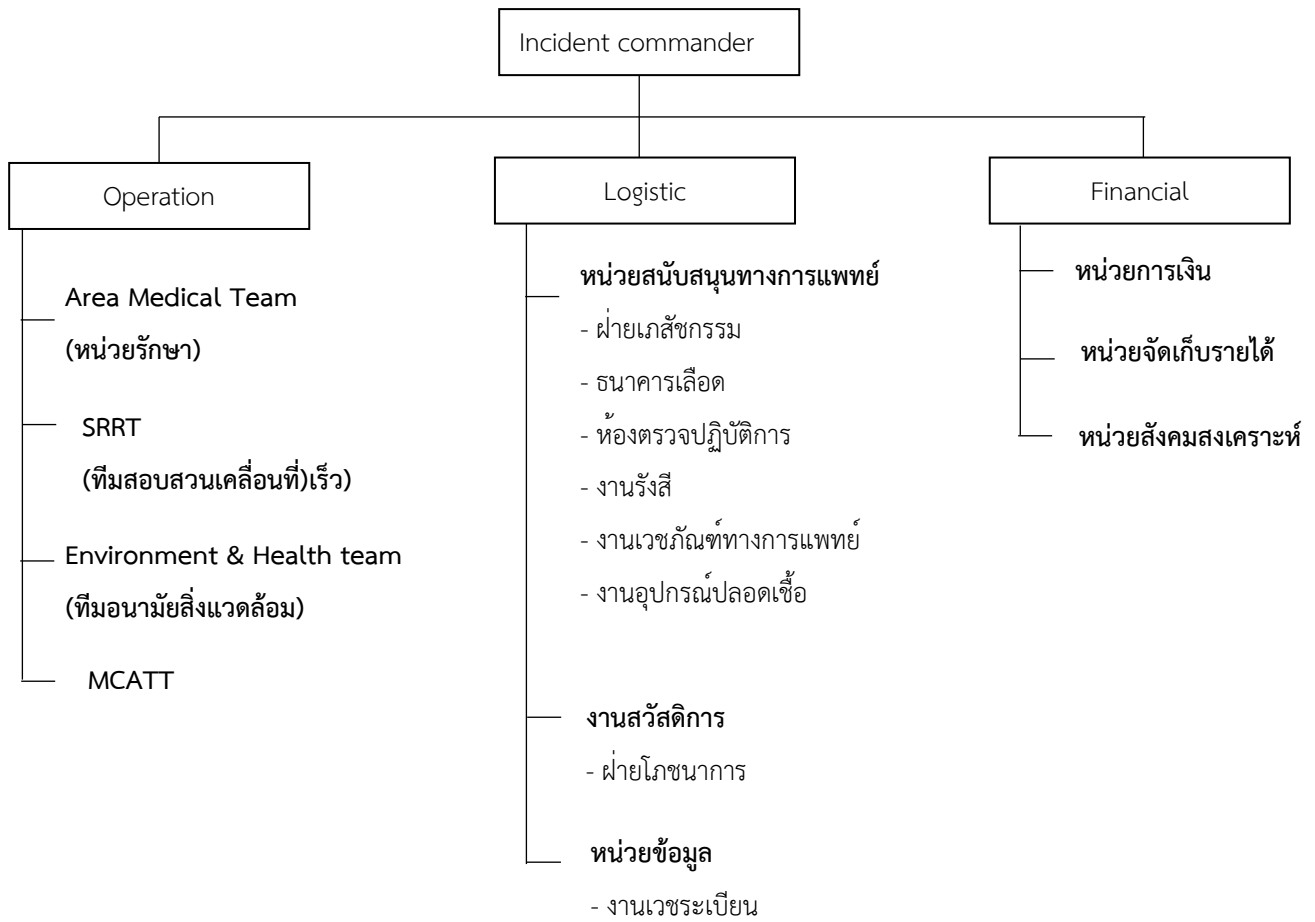 Incident commander
Operation
Area Medical Team
(หน่วยรักษา)
SRRT
(ทีมสอบสวนเคลื่อนที่)เร็ว)
Environment & Health team
(ทีมอนามัยสิ่งแวดล้อม)
MCATT
Logistic
หน่วยสนับสนุนทางการแพทย์
- ฝ่ายเภสัชกรรม
- ธนาคารเลือด
- ห้องตรวจปฏิบัติการ
- งานรังสี
- งานเวชภัณฑ์ทางการแพทย์
- งานอุปกรณ์ปลอดเชื้อ
งานสวัสดิการ
- ฝ่ายโภชนาการ
หน่วยข้อมูล
- งานเวชระเบียน
Financial
หน่วยการเงิน
หน่วยจัดเก็บรายได้
หน่วยสังคมสงเคราะห์